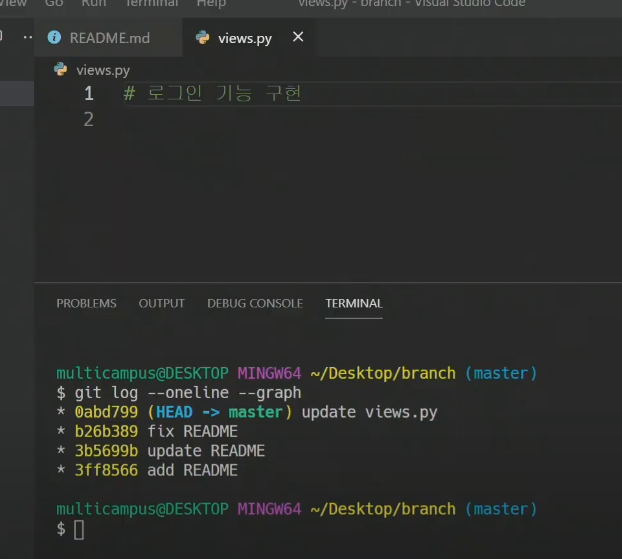 View Go Run Terminal Help views.py - branch - Visual Studio Code
README.md views.py ×
views.py
1 # 로그인 기능 구현
2
PROBLEMS OUTPUT DEBUG CONSOLE TERMINAL
multicampus@DESKTOP MINGW64 ~/Desktop/branch (master)
$ git log --oneline --graph
* 0abd799 (HEAD -> master) update views.py
* b26b389 fix README
* 3b5699b update README
* 3ff8566 add README
multicampus@DESKTOP MINGW64 ~/Desktop/branch (master)
$